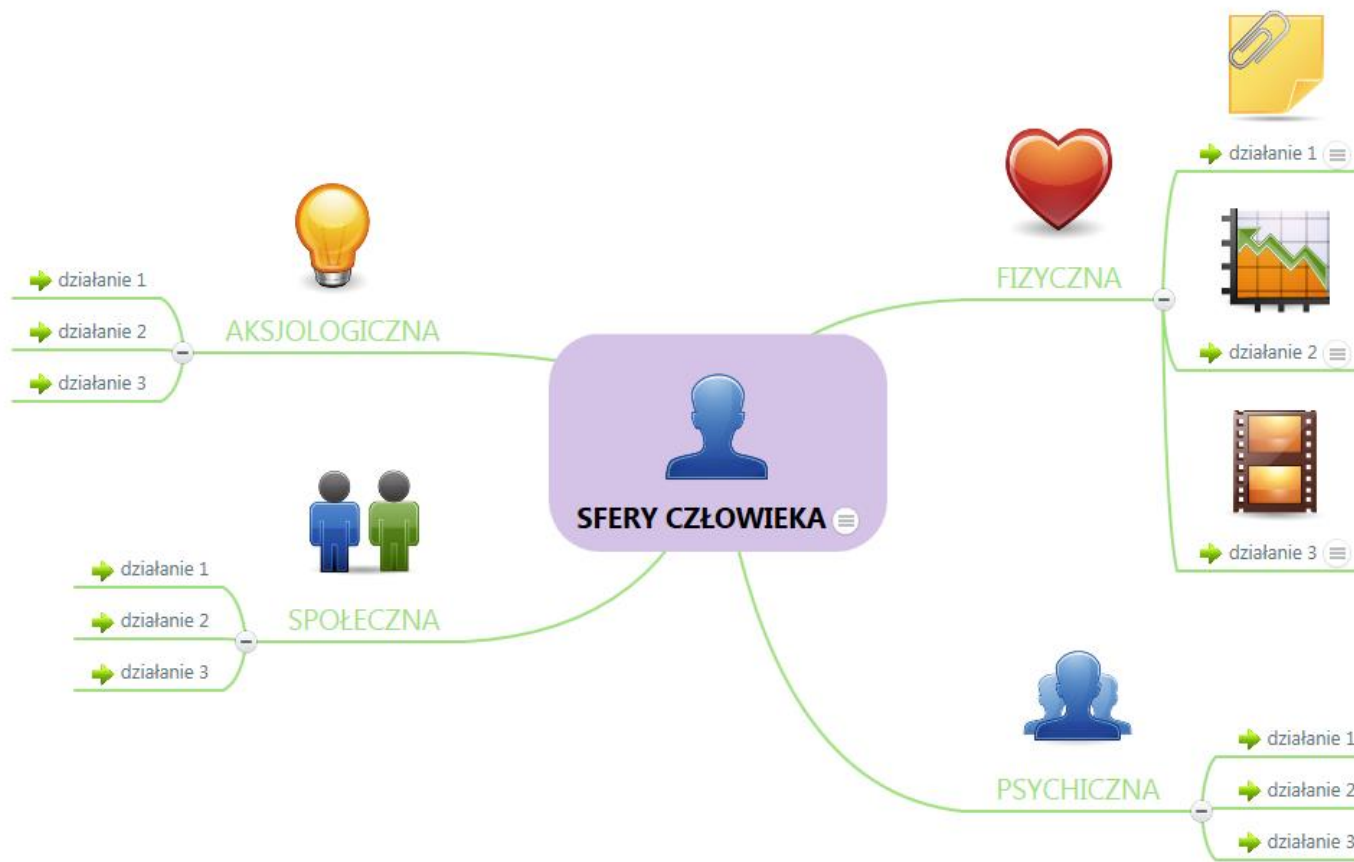 SFERY CZŁOWIEKA
FIZYCZNA
działanie 1
działanie 2
działanie 3
PSYCHICZNA
działanie 1
działanie 2
działanie 3
AKSJOLOGICZNA
działanie 1
działanie 2
działanie 3
SPOŁECZNA
działanie 1
działanie 2
działanie 3